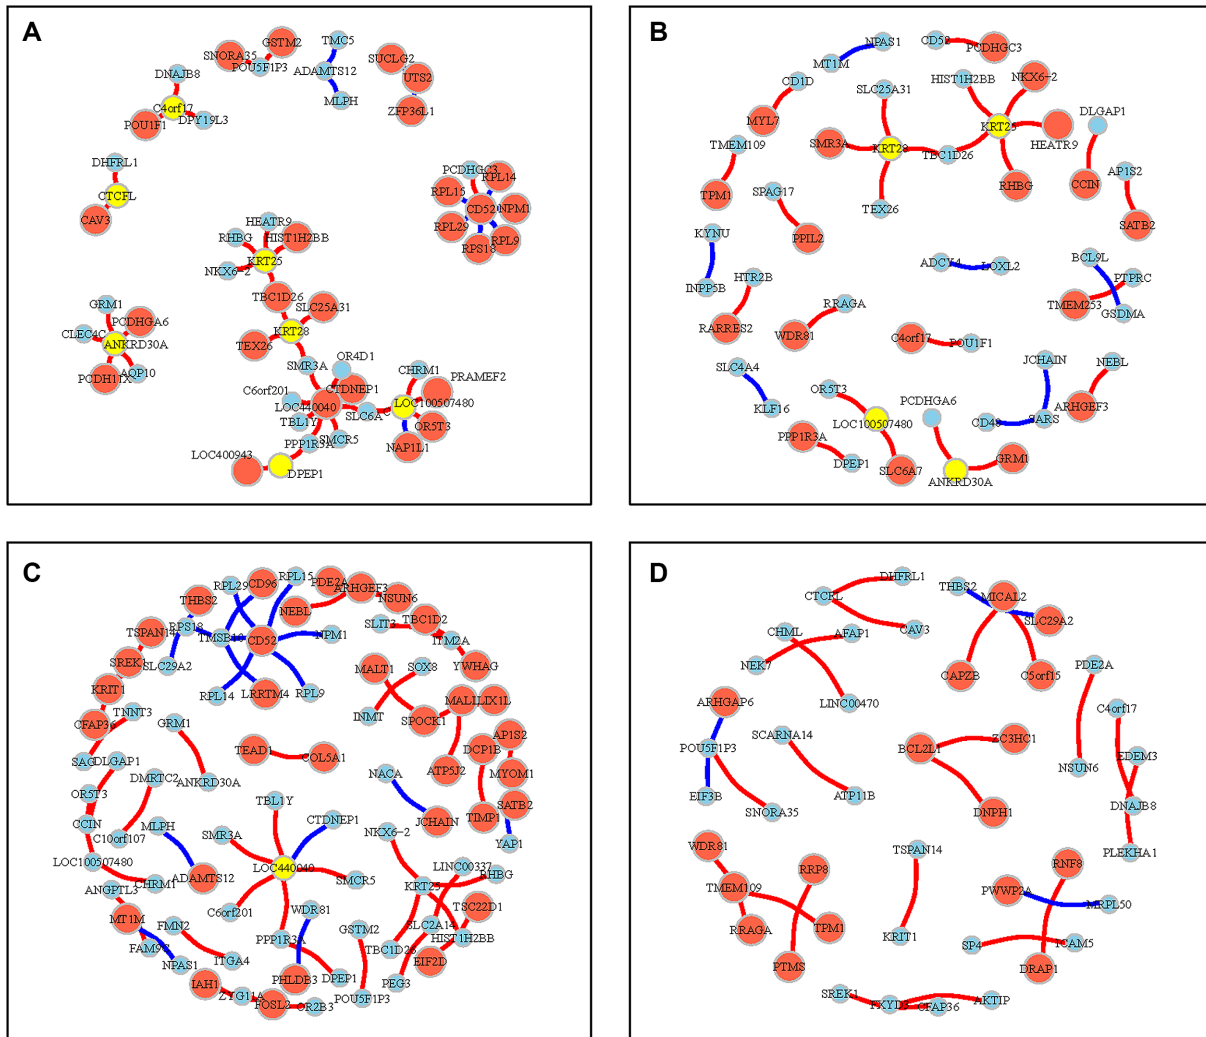 A
TMC5
GSTM2
SNORA35
POU5F1P3
ADAMTS12
SUCLG2
UTS2
DNAJB8
MLPH
ZFP36L1
C4orf17
POU1F1
DPY19L3
DHFRL1
CTCFL
CAV3
PCDHGC3
RPL14
RPL15
CD52
NPM1
RPL29
RPL9
RPS18
HEATR9
RHBG
HIST1H2BB
KRT25
NKX6-2
TBC1D26
SLC25A31
GRM1
PCDHGA6
CLEC4C
ANKRD30A
KRT28
TEX26
AQP10
PCDH11X
SMR3A
OR4D1
CHRM1
PRAMEF2
C6orf201
CTDNEP1
LOC440040
LOC100507480
TBL1Y
SLC6A
OR5T3
SMCR5
PPP1R3A
NAP1L1
LOC400943
DPEP1
B
NPAS1
CD52
PCDHGC3
MT1M
HIST1H2BB
NKX6-2
CD1D
SLC25A31
DLGAP1
MYL7
KRT25
TMEM109
SMR3A
KRT28
TBC1D26
HEATR9
AP1S2
TPM1
SPAG17
RHBG
CCIN
TEX26
SATB2
KYNU
PPIL2
ADCY4
LOXL2
BCL9L
INPP5B
HTR2B
PTPRC
TMEM253
RRAGA
GSDMA
RARRES2
WDR81
C4orf17
POU1F1
SLC4A4
JCHAIN
NEBL
OR5T3
PCDHGA6
KLF16
ARHGEF3
LOC100507480
CD48
SARS
PPP1R3A
DPEP1
SLC6A7
GRM1
ANKRD30A
C
RPL15
RPL29
CD96
PDE2A
ARHGEF3
THBS2
NEBL
NSUN6
RPS18
TBC1D2
TSPAN14
TMSB10
CD52
NPM1
SLIT3
ITM2A
SREK1
SLC29A2
SOX8
YWHAG
MALT1
KRIT1
RPL14
LRRTM4
RPL9
TNNT3
INMT
SPOCK1
MAL
LIX1L
CFAP36
GRM1
AP1S2
SAG
DLGAP1
TEAD1
COL5A1
DCP1B
DMRTC2
ANKRD30A
NACA
ATP5J2
MYOM1
OR5T3
TBL1Y
SATB2
CCIN
MLPH
CTDNEP1
JCHAIN
TIMP1
C10orf107
SMR3A
NKX6-2
YAP1
LOC100507480
LOC440040
LINC00337
CHRM1
ADAMTS12
SMCR5
KRT25
RHBG
ANGPTL3
C6orf201
WDR81
TSC22D1
MT1M
FMN2
GSTM2
SLC2A14
PPP1R3A
HIST1H2BB
FAM9C
TBC1D26
NPAS1
ITGA4
EIF2D
IAH1
PHLDB3
DPEP1
PEG3
ZYG11A
POU5F1P3
FOSL2
OR2B3
D
DHFRL1
THBS2
MICAL2
CTCFL
SLC29A2
CAV3
CHML
AFAP1
NEK7
CAPZB
C5orf15
PDE2A
ARHGAP6
LINC00470
C4orf17
SCARNA14
ZC3HC1
POU5F1P3
BCL2L1
EDEM3
NSUN6
EIF3B
ATP11B
SNORA35
DNPH1
DNAJB8
WDR81
TSPAN14
PLEKHA1
RRP8
RNF8
TMEM109
PWWP2A
MRPL50
RRAGA
TPM1
KRIT1
SP4
TCAM5
PTMS
DRAP1
SREK1
FXYD3
CFAP36
AKTIP